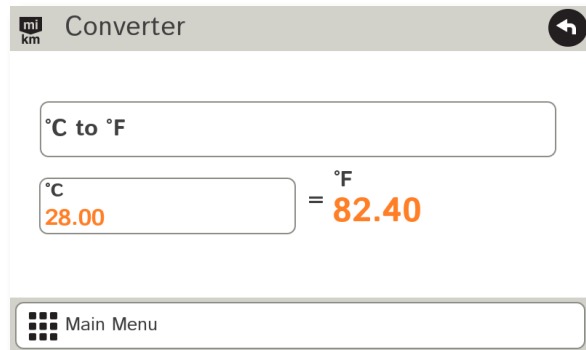 mi
km
Converter
°C to °F
°C
28.00
=
°F
82.40
Main Menu